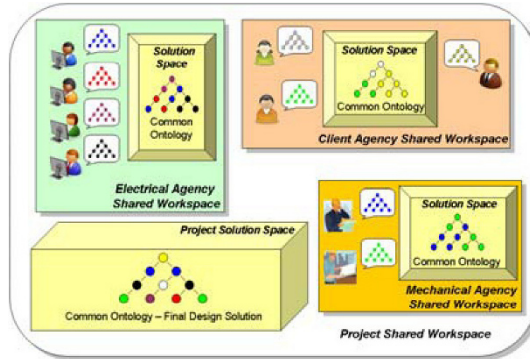 Solution
Space
Common
Ontology
Electrical Agency
Shared Workspace
Solution Space
Common Ontology
Client Agency Shared Workspace
Project Solution Space
Common Ontology – Final Design Solution
Solution Space
Common Ontology
Mechanical Agency
Shared Workspace
Project Shared Workspace